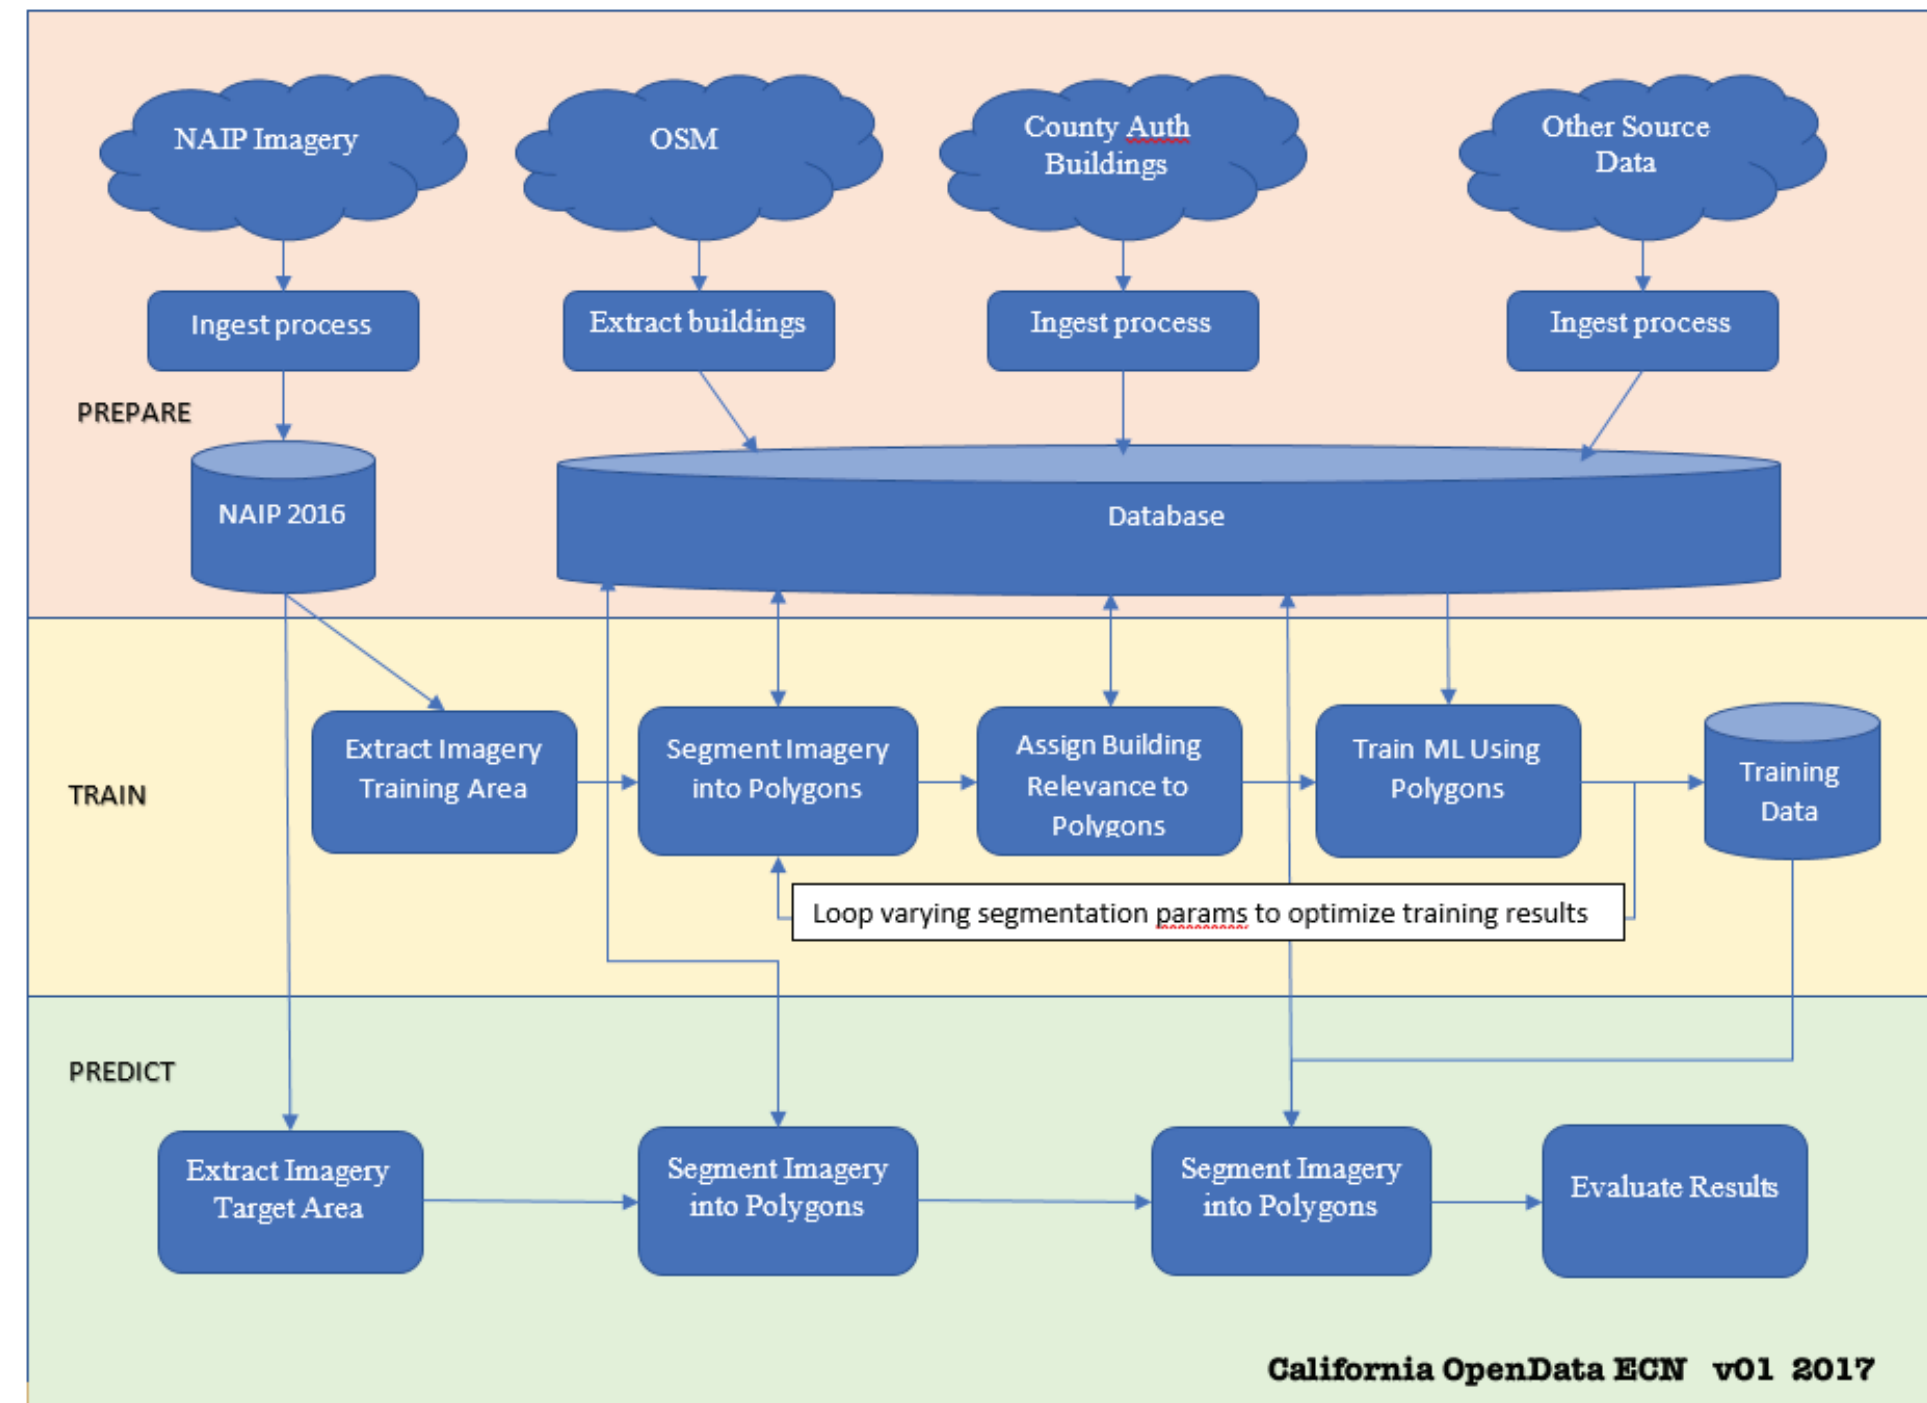 NAIP Imagery
OSM
County Auth
Buildings
Other Source
Data
Ingest process
Extract buildings
Ingest process
Ingest process
PREPARE
NAIP 2016
Database
TRAIN
Extract Imagery
Training Area
Segment Imagery
into Polygons
Assign Building
Relevance to
Polygons
Train ML Using
Polygons
Training
Data
Loop varying segmentation params to optimize training results
PREDICT
Extract Imagery
Target Area
Segment Imagery
into Polygons
Segment Imagery
into Polygons
Evaluate Results
California OpenData ECN v01 2017